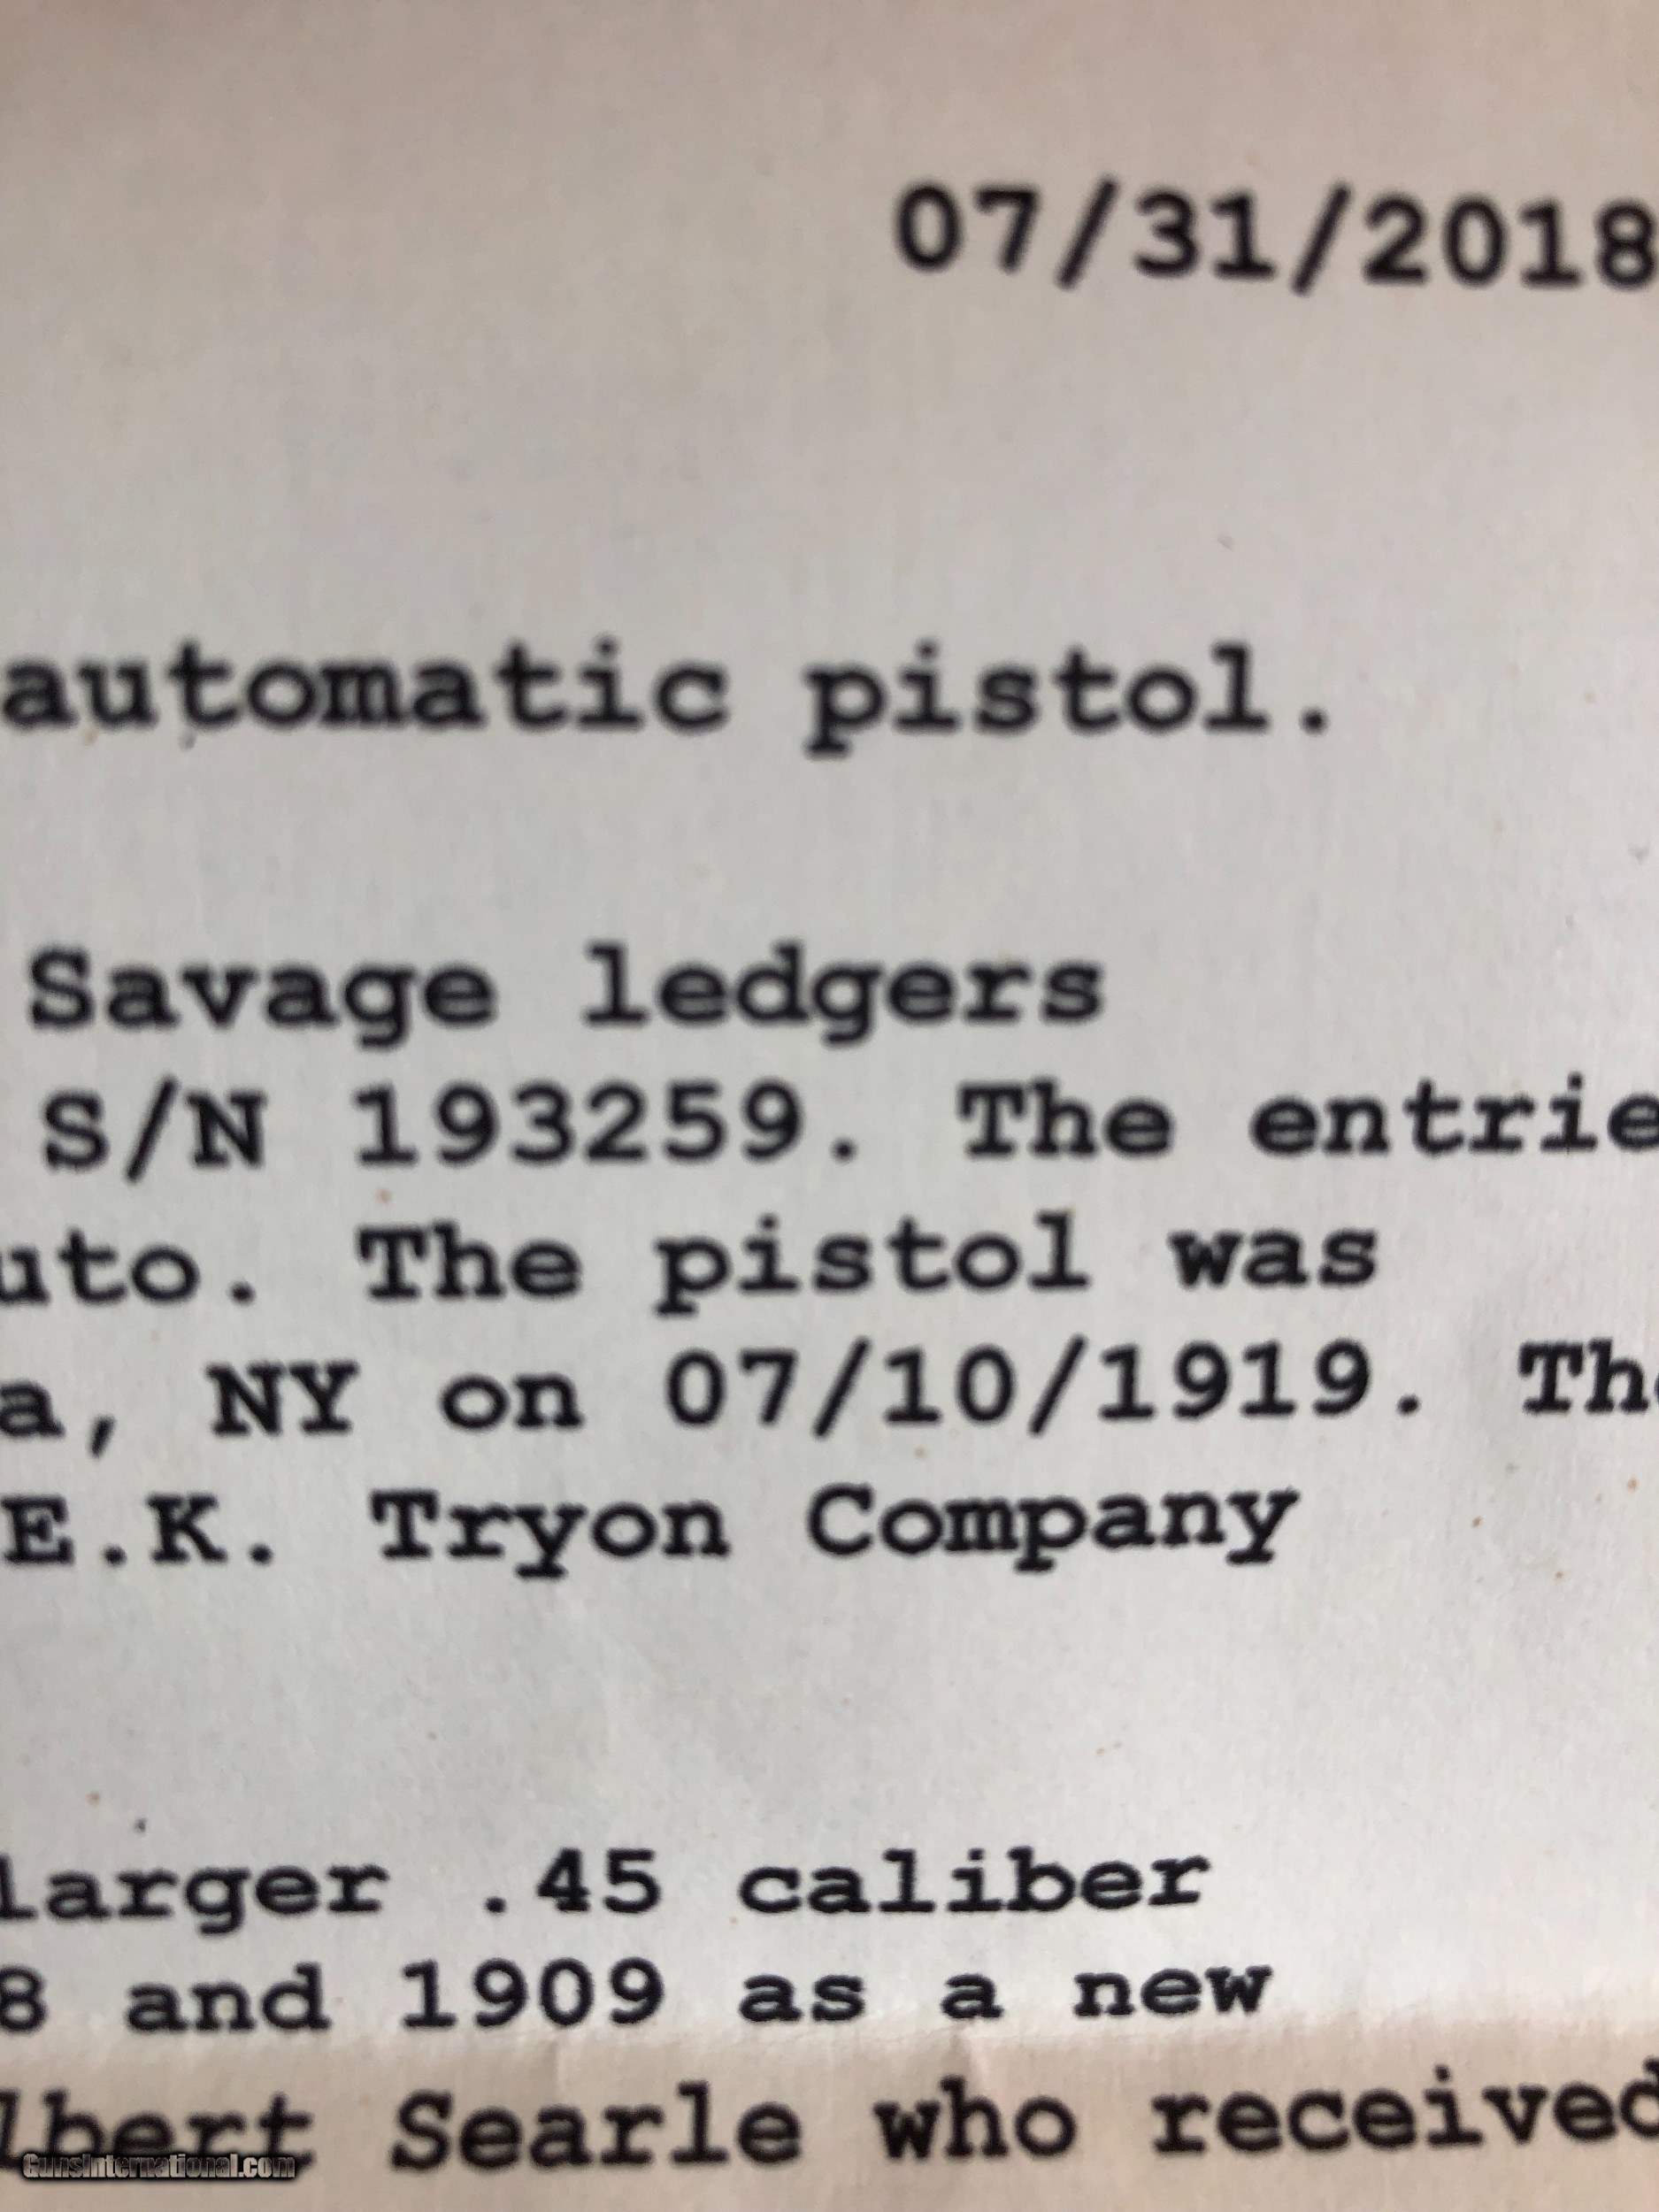 07/31/2018
automatic pistol.
Savage ledgers
S/N 193259. The entrie
uto. The pistol was
a, NY on 07/10/1919. The
E.K. Tryon Company
larger .45 caliber
8 and 1909 as a new
lbert Searle who received
GunsInternational.com